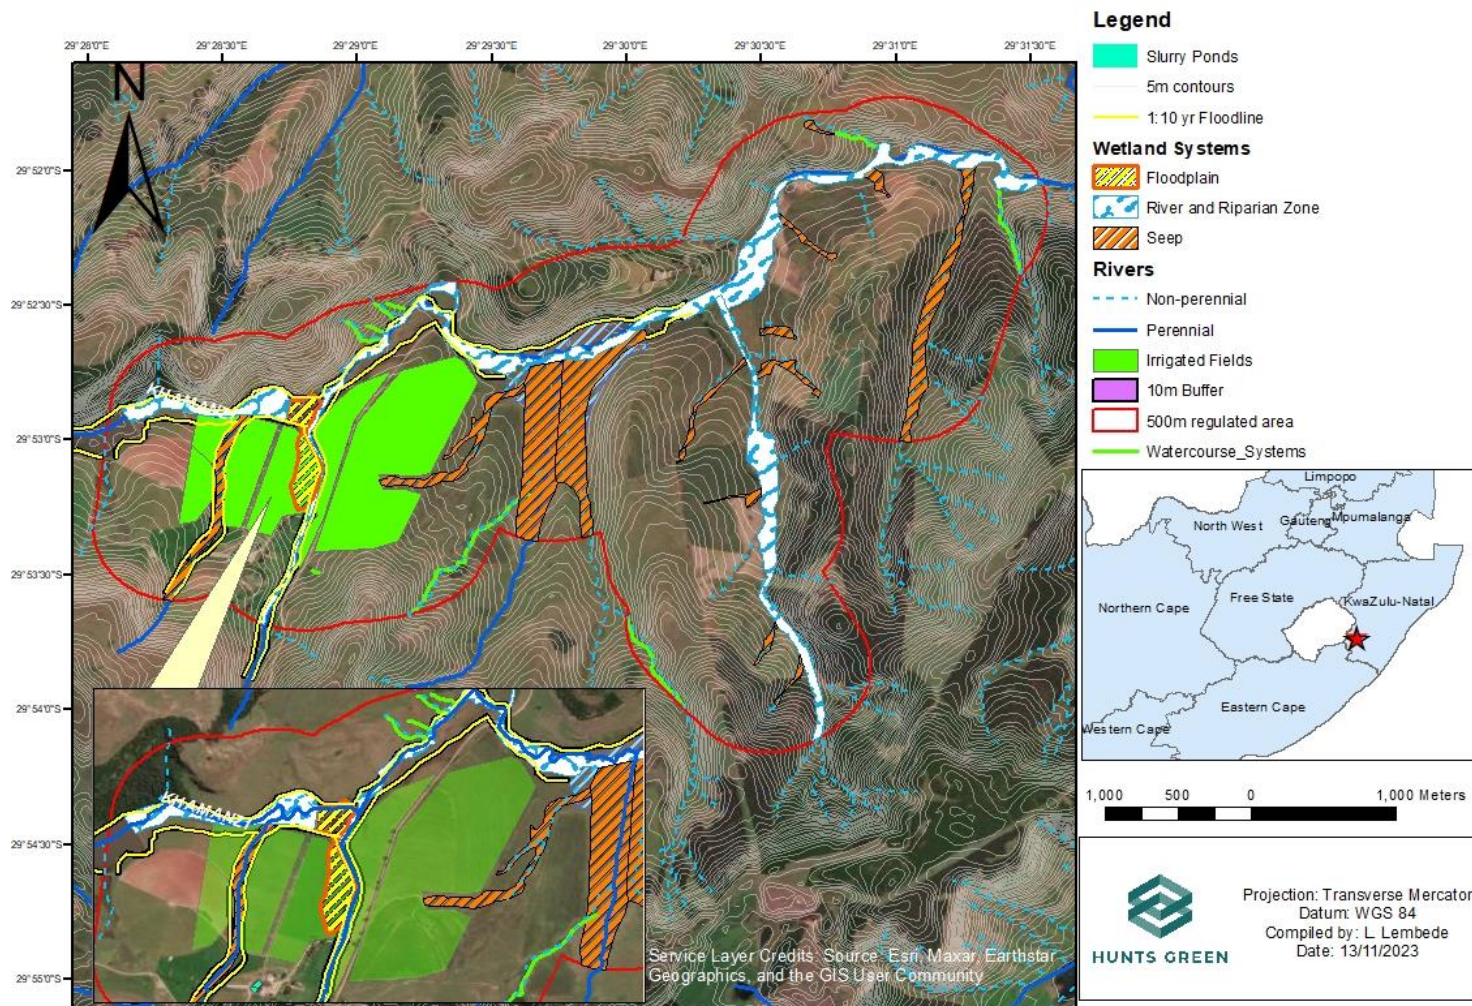 29°28'0"E 29°28'30"E 29°29'0"E 29°29'30"E 29°30'0"E 29°30'30"E 29°31'0"E 29°31'30"E
N
29°52'0"S
29°52'30"S
29°53'0"S
29°53'30"S
29°54'0"S
29°54'30"S
29°55'0"S
Service Layer Credits: Source: Esri, Maxar, Earthstar
Geographics, and the GIS User Community
Legend
Slurry Ponds
5m contours
1:10 yr Floodline
Wetland Systems
Floodplain
River and Riparian Zone
Seep
Rivers
Non-perennial
Perennial
Irrigated Fields
10m Buffer
500m regulated area
Watercourse_Systems
Limpopo
North West
Gauteng
Mpumalanga
Northern Cape
Free State
KwaZulu-Natal
Eastern Cape
Western Cape
1,000 500 0 1,000 Meters
HUNTS GREEN
Projection: Transverse Mercator
Datum: WGS 84
Compiled by: L. Lembede
Date: 13/11/2023